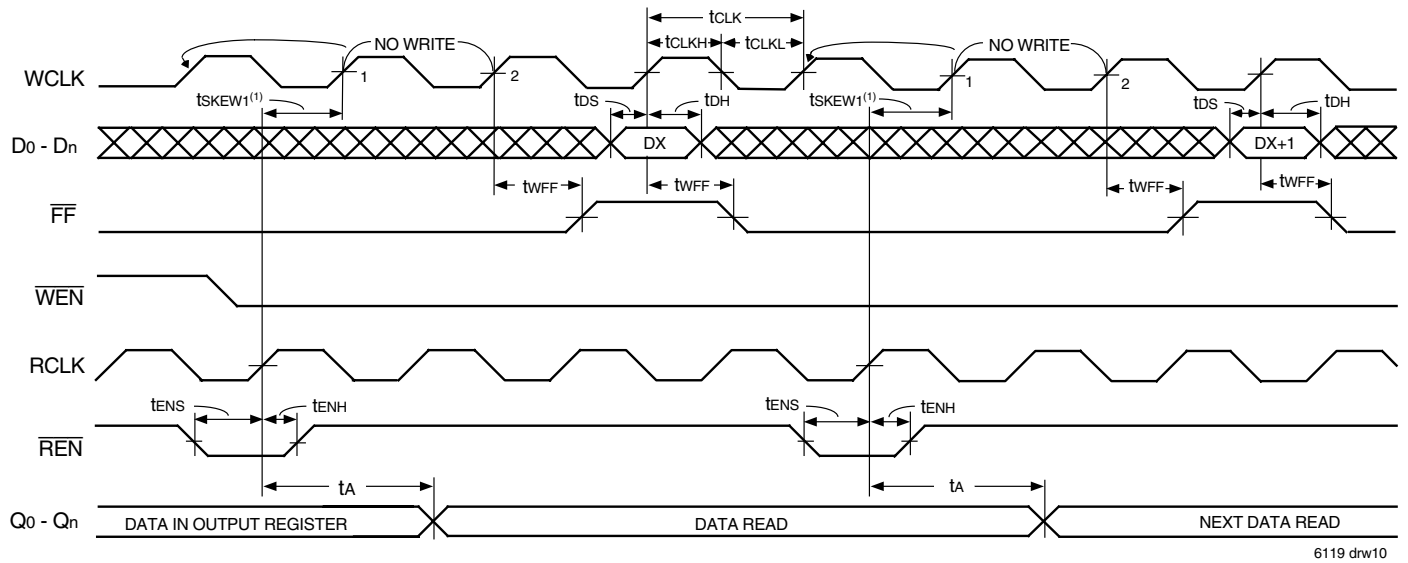 tCLK
NO WRITE tCLKH tCLKL NO WRITE
WCLK 1 2 1 2
tSKEW1(1) tDS tDH tSKEW1(1) tDS tDH
D0 - Dn DX DX+1
tWFF tWFF tWFF tWFF
FF
WEN
RCLK
tENS tENH tENS tENH
REN
tA tA
Q0 - Qn DATA IN OUTPUT REGISTER DATA READ NEXT DATA READ
6119 drw10